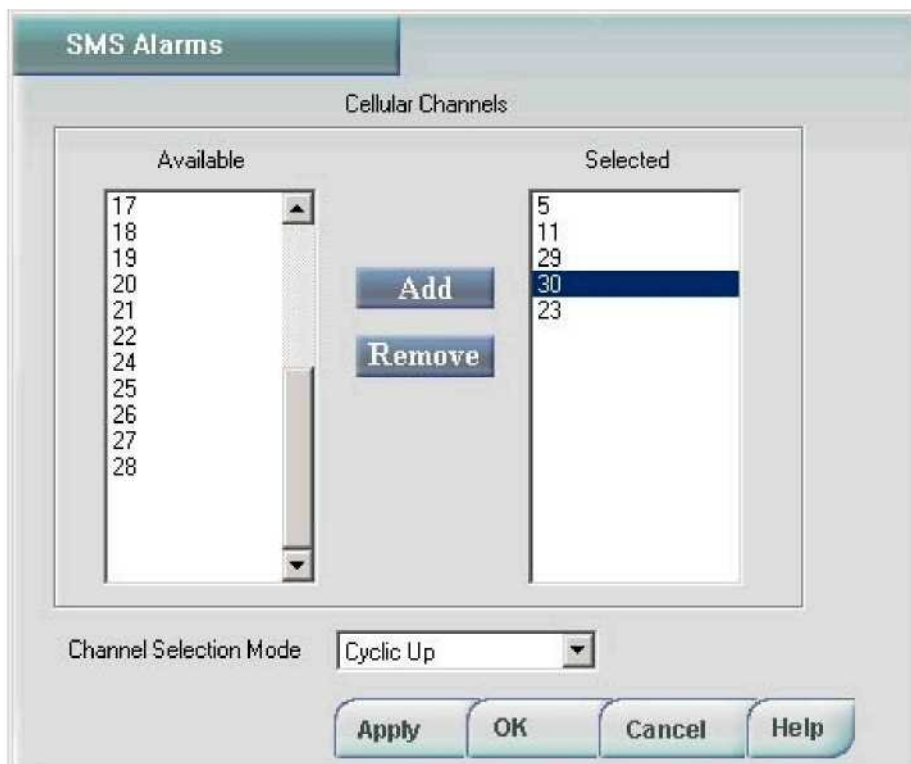 SMS Alarms
Cellular Channels
Available
Selected
17
18
19
20
21
22
24
25
26
27
28
Add
Remove
5
11
29
30
23
Channel Selection Mode
Cyclic Up
Apply
OK
Cancel
Help